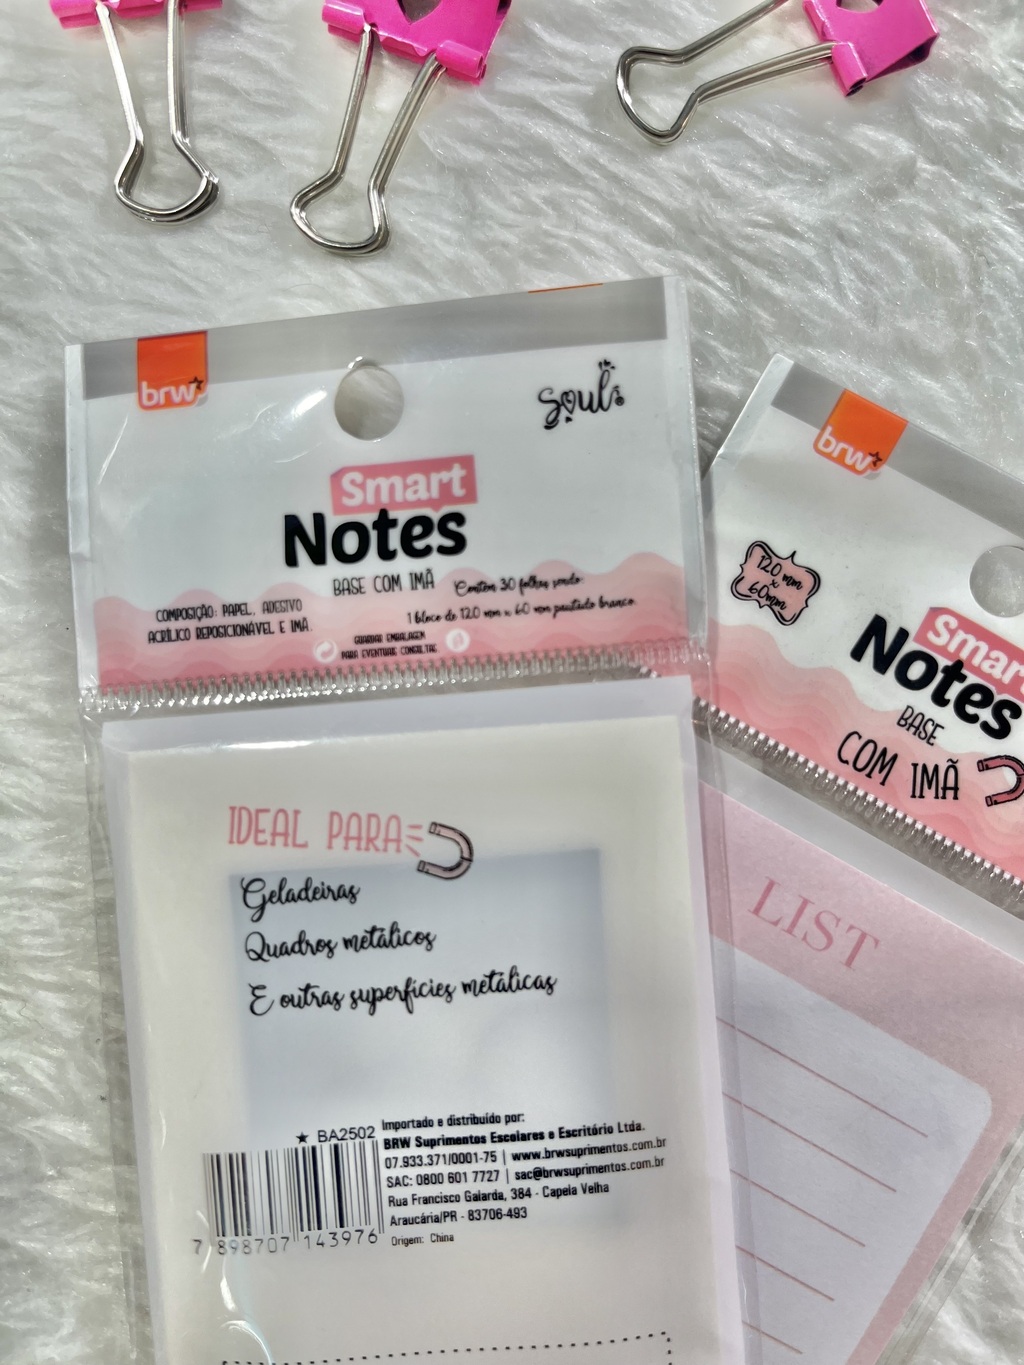 brw
soul
Smart
Notes
BASE COM IMÃ
Contém 30 folhas sendo:
1 bloco de 120 mm x 60 mm pautado branco.
COMPOSIÇÃO: PAPEL, ADESIVO
ACRÍLICO REPOSICIONÁVEL E IMÃ.
GUARDAR EMBALAGEM
PARA EVENTUAIS CONSULTAS
IDEAL PARA
Geladeiras
Quadros metálicos
E outras superfícies metálicas
BA2502
7 898707 143976
Importado e distribuído por:
BRW Suprimentos Escolares e Escritório Ltda.
07.933.371/0001-75 | www.brwsuprimentos.com.br
SAC: 0800 601 7727 | sac@brwsuprimentos.com.br
Rua Francisco Galarda, 384 - Capela Velha
Araucária/PR - 83706-493
Origem: China
brw
120 mm
x
60mm
Smart
Notes
BASE
COM IMÃ
LIST